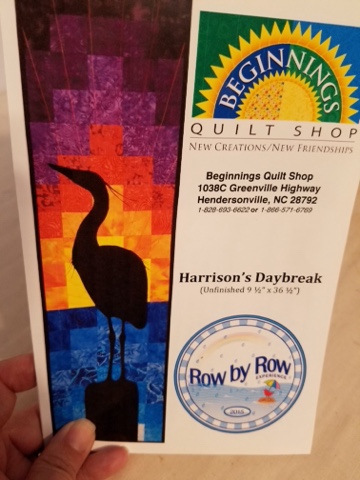 BEGINNINGS
QUILT SHOP
NEW CREATIONS/NEW FRIENDSHIPS
Beginnings Quilt Shop
1038C Greenville Highway
Hendersonville, NC 28792
1-828-693-6622 or 1-866-571-6769
Harrison's Daybreak
(Unfinished 9 ½" x 36 ½")
Row by Row
EXPERIENCE